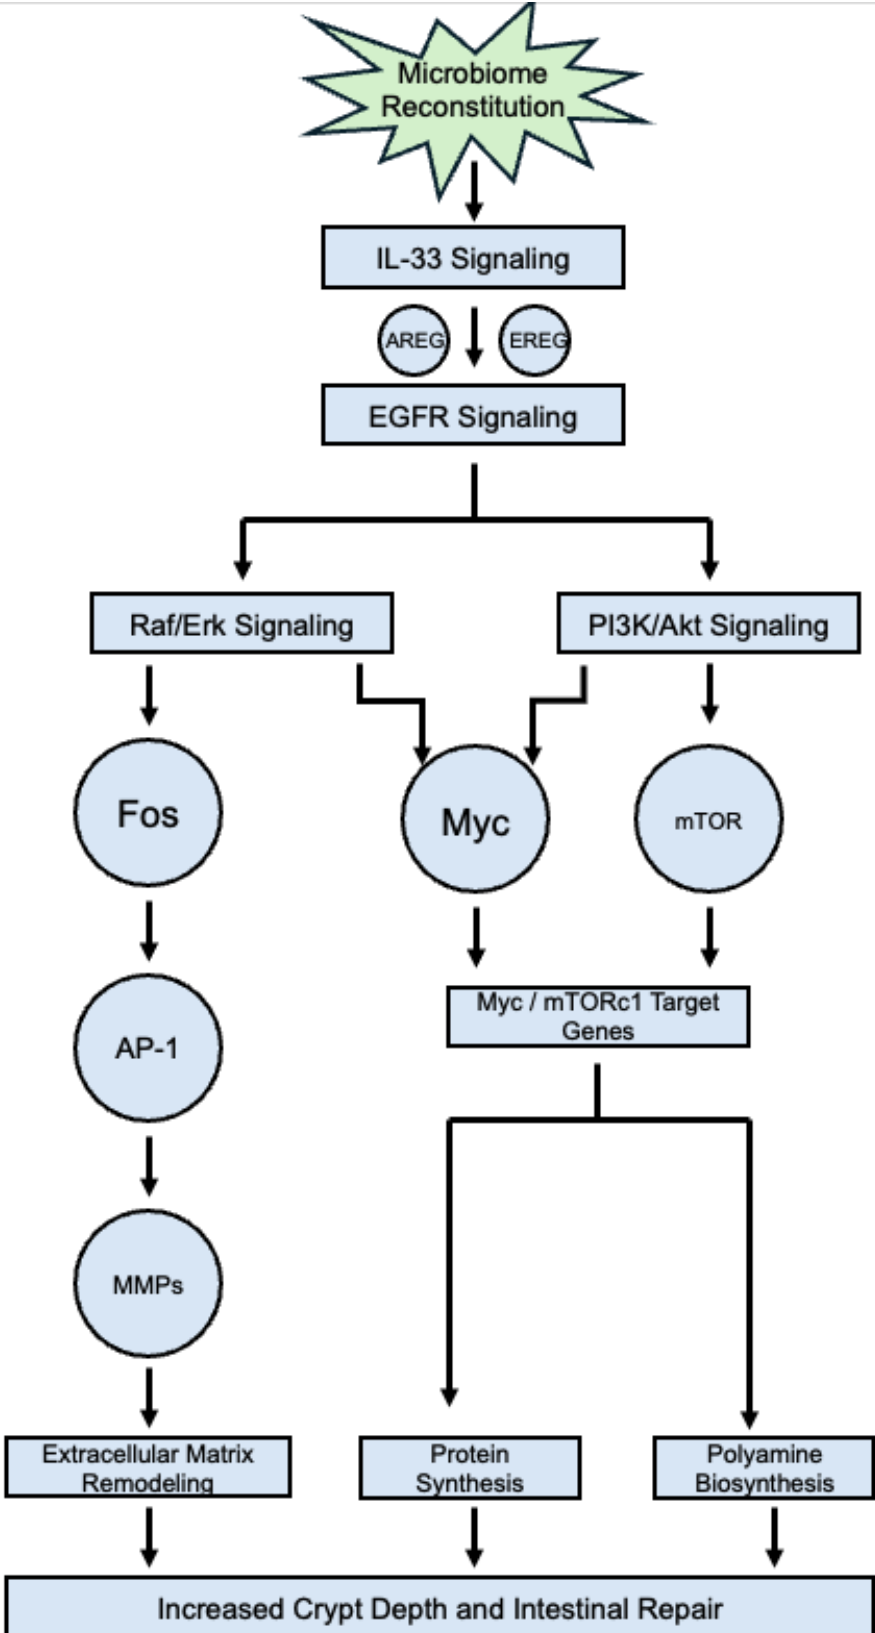 Microbiome
Reconstitution
IL-33 Signaling
AREG
EREG
EGFR Signaling
Raf/Erk Signaling
PI3K/Akt Signaling
Fos
Myc
mTOR
AP-1
Myc / mTORc1 Target
Genes
MMPs
Extracellular Matrix
Remodeling
Protein
Synthesis
Polyamine
Biosynthesis
Increased Crypt Depth and Intestinal Repair